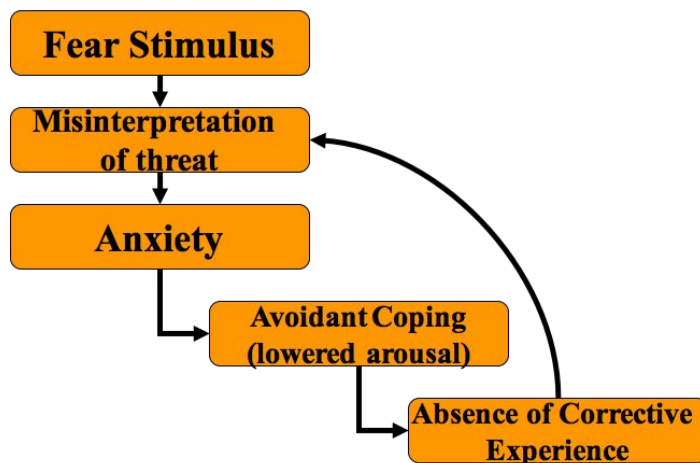 Fear Stimulus
Misinterpretation
of threat
Anxiety
Avoidant Coping
(lowered arousal)
Absence of Corrective
Experience